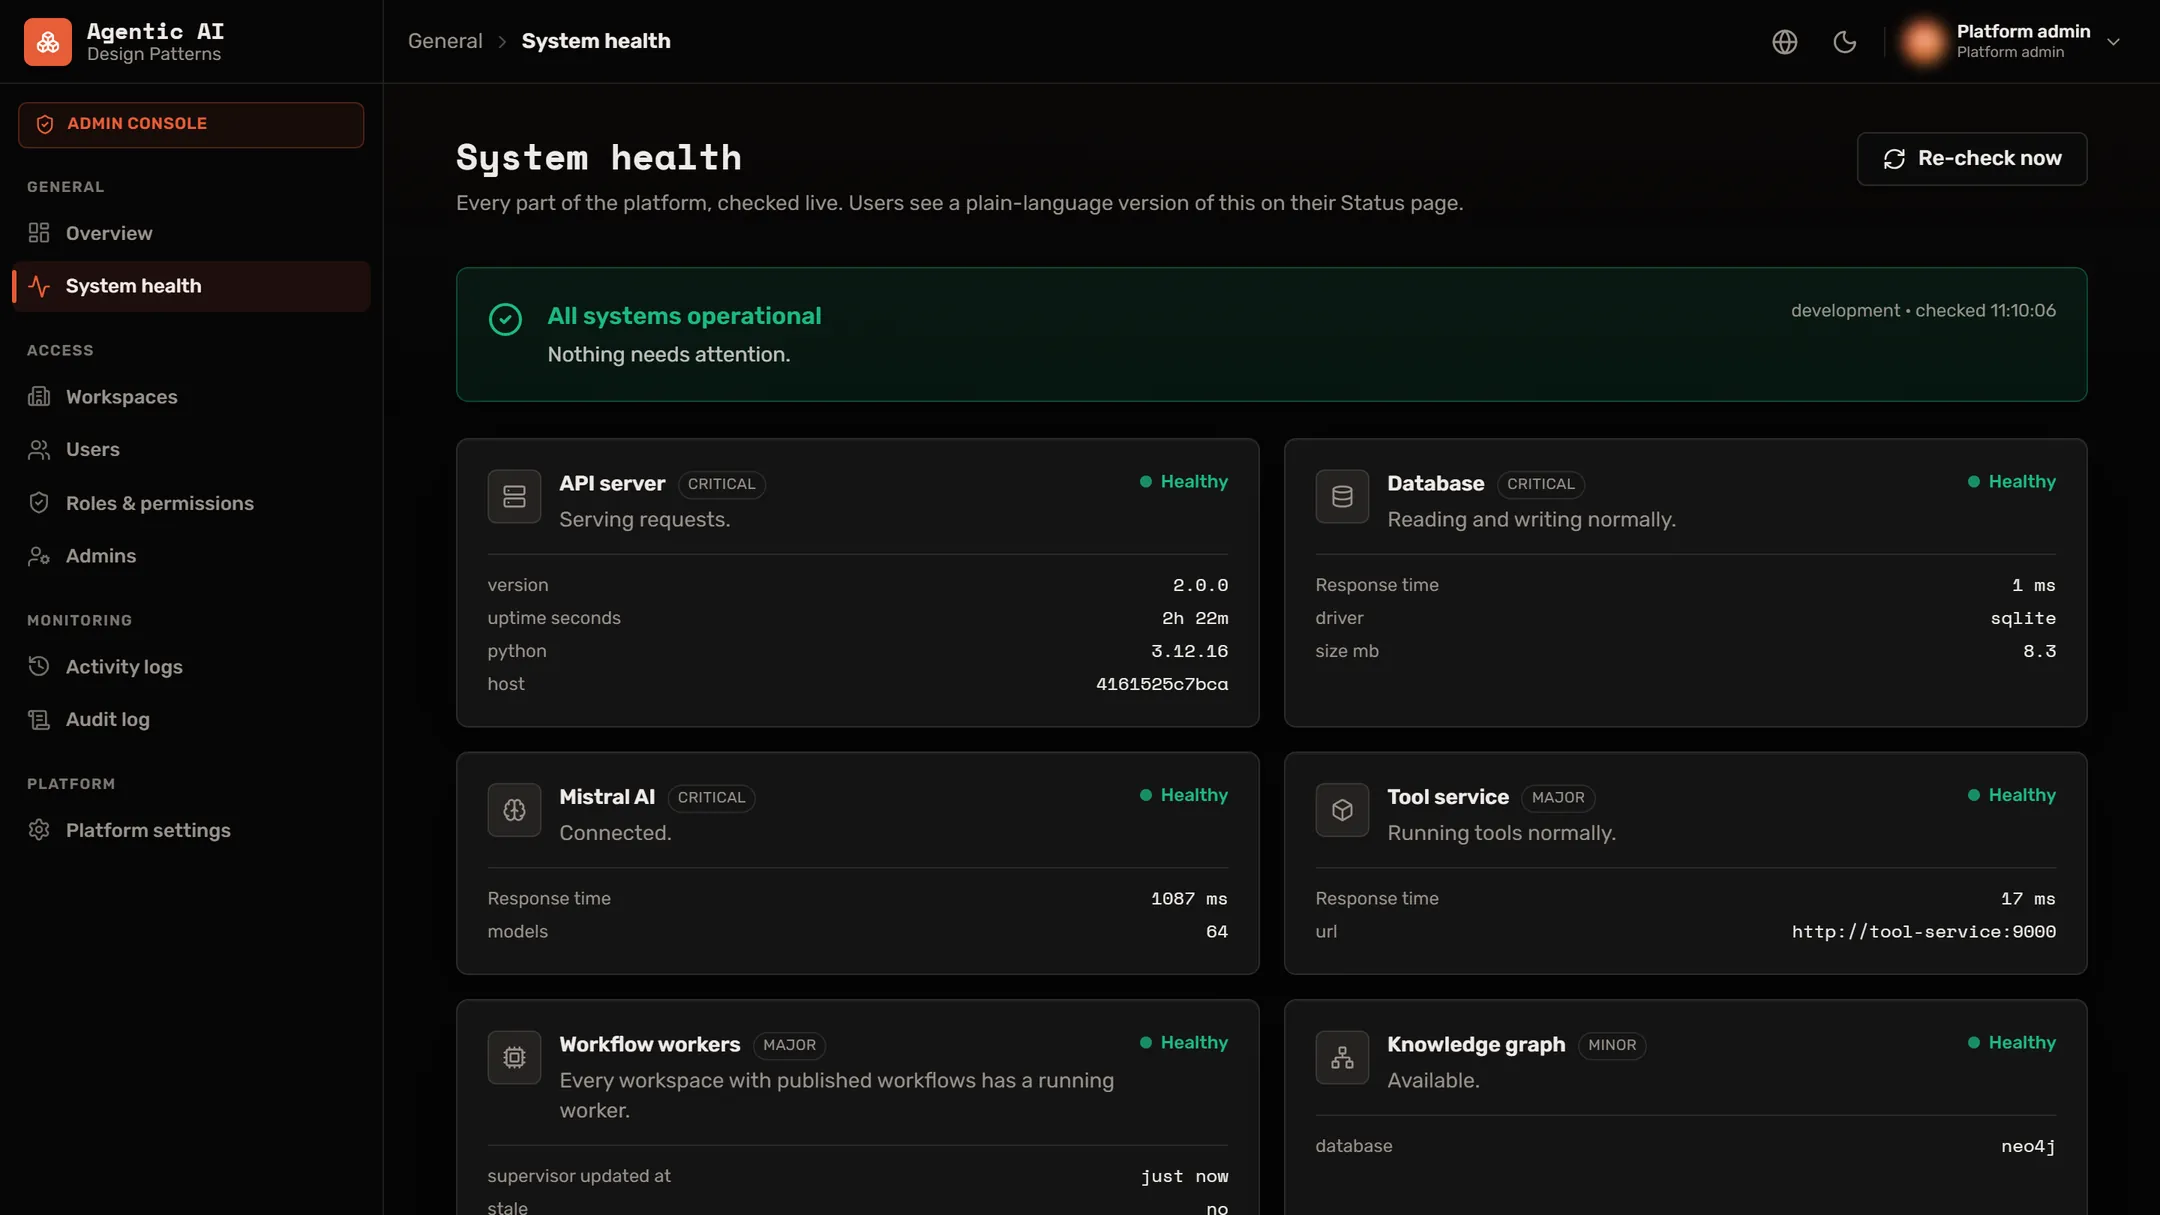 Agentic AI
Design Patterns
General > System health
Platform admin
Platform admin
ADMIN CONSOLE
GENERAL
Overview
System health
ACCESS
Workspaces
Users
Roles & permissions
Admins
MONITORING
Activity logs
Audit log
PLATFORM
Platform settings
System health
Every part of the platform, checked live. Users see a plain-language version of this on their Status page.
Re-check now
All systems operational
Nothing needs attention.
development • checked 11:10:06
API server CRITICAL Healthy
Serving requests.
version 2.0.0
uptime seconds 2h 22m
python 3.12.16
host 4161525c7bca
Database CRITICAL Healthy
Reading and writing normally.
Response time 1 ms
driver sqlite
size mb 8.3
Mistral AI CRITICAL Healthy
Connected.
Response time 1087 ms
models 64
Tool service MAJOR Healthy
Running tools normally.
Response time 17 ms
url http://tool-service:9000
Workflow workers MAJOR Healthy
Every workspace with published workflows has a running
worker.
supervisor updated at just now
stale no
Knowledge graph MINOR Healthy
Available.
database neo4j